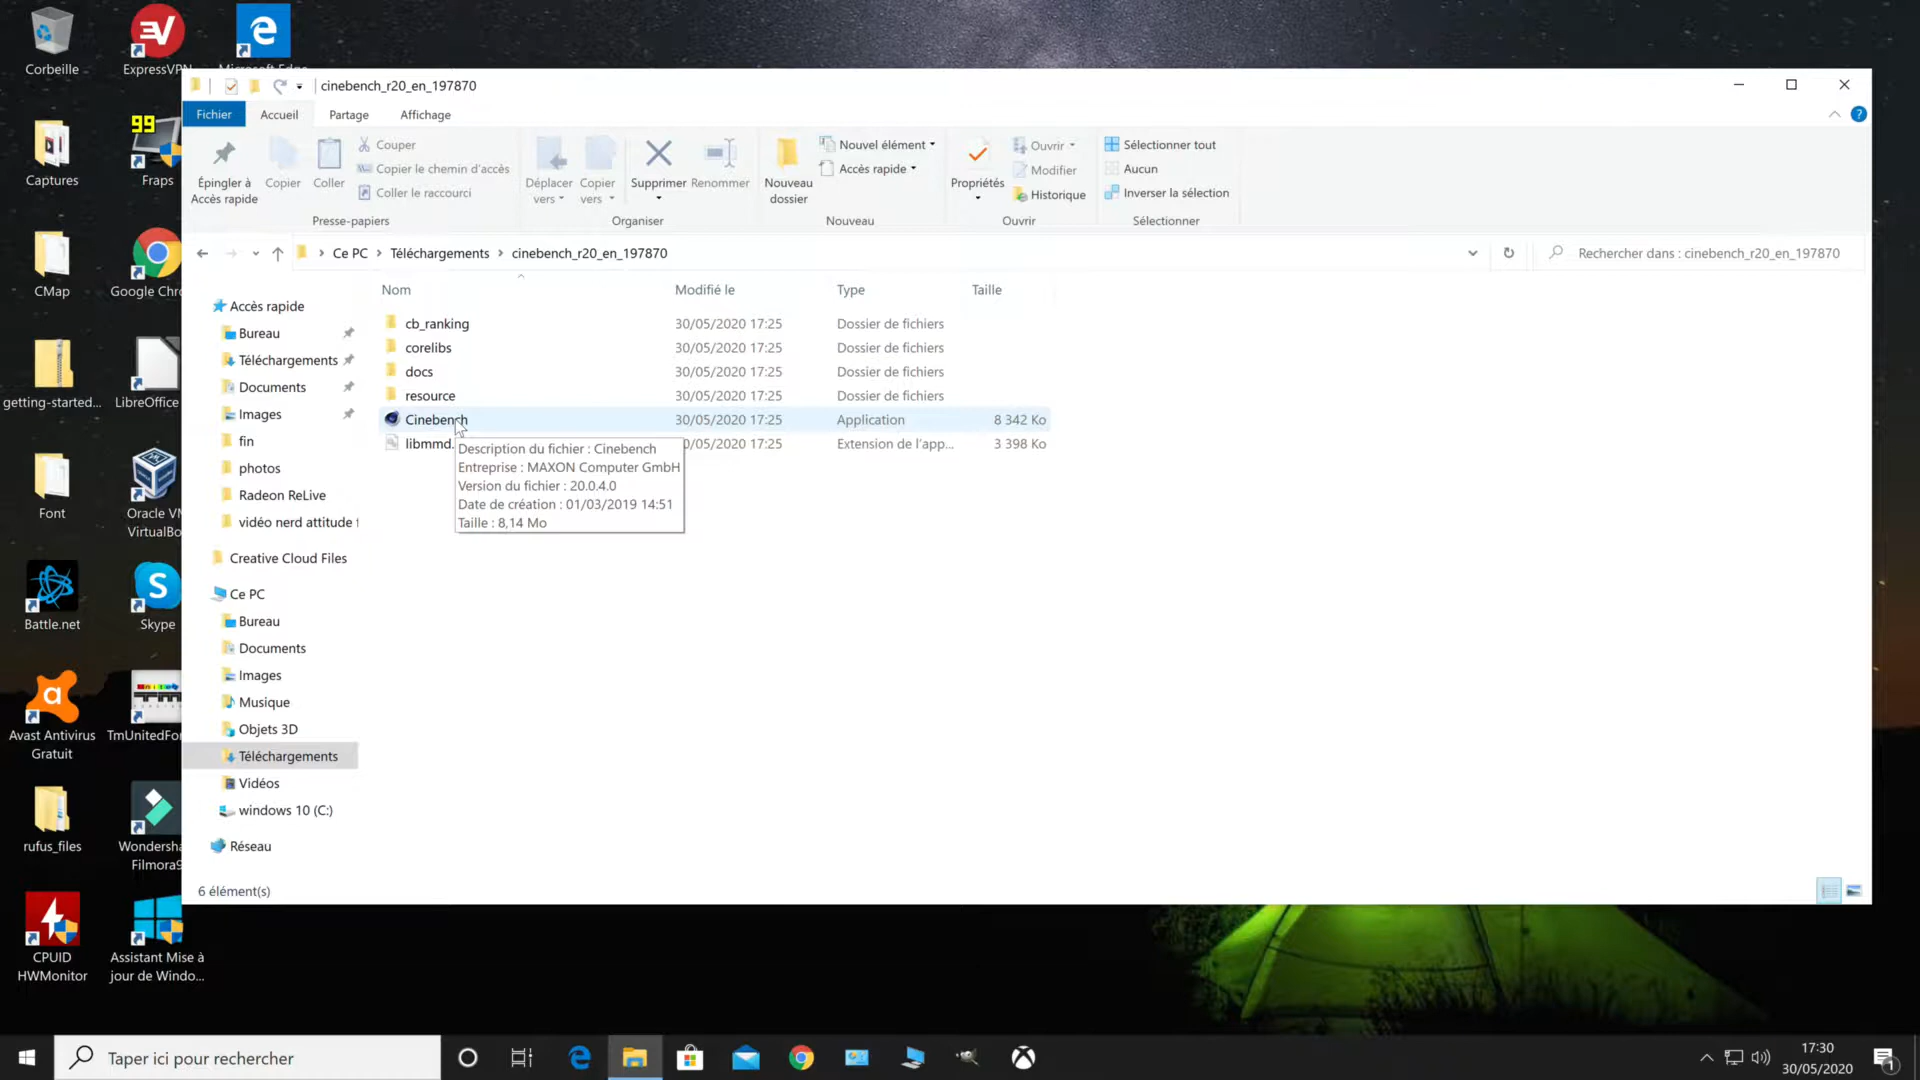 Corbeille
ExpressVPN
Captures
99
Fraps
CMap
Google Chr
getting-started...
LibreOffice
Font
Oracle VM
VirtualBo
Battle.net
Skype
Avast Antivirus
Gratuit
TmUnitedFor
rufus_files
Wondersha
Filmora9
CPUID
HWMonitor
Assistant Mise à
jour de Windo...
cinebench_r20_en_197870
Fichier
Accueil
Partage
Affichage
Épingler à
Accès rapide
Copier
Coller
Couper
Copier le chemin d'accès
Coller le raccourci
Presse-papiers
Déplacer
vers
Copier
vers
Supprimer
Renommer
Organiser
Nouveau
dossier
Nouvel élément
Accès rapide
Nouveau
Propriétés
Ouvrir
Modifier
Historique
Ouvrir
Sélectionner tout
Aucun
Inverser la sélection
Sélectionner
Ce PC > Téléchargements > cinebench_r20_en_197870
Rechercher dans : cinebench_r20_en_197870
Accès rapide
Bureau
Téléchargements
Documents
Images
fin
photos
Radeon ReLive
vidéo nerd attitude
Creative Cloud Files
Ce PC
Bureau
Documents
Images
Musique
Objets 3D
Téléchargements
Vidéos
windows 10 (C:)
Réseau
Nom Modifié le Type Taille
cb_ranking 30/05/2020 17:25 Dossier de fichiers
corelibs 30/05/2020 17:25 Dossier de fichiers
docs 30/05/2020 17:25 Dossier de fichiers
resource 30/05/2020 17:25 Dossier de fichiers
Cinebench 30/05/2020 17:25 Application 8 342 Ko
libmmd. 0/05/2020 17:25 Extension de l'app... 3 398 Ko
Description du fichier : Cinebench
Entreprise : MAXON Computer GmbH
Version du fichier : 20.0.4.0
Date de création : 01/03/2019 14:51
Taille : 8,14 Mo
6 élément(s)
Taper ici pour rechercher
17:30
30/05/2020
1